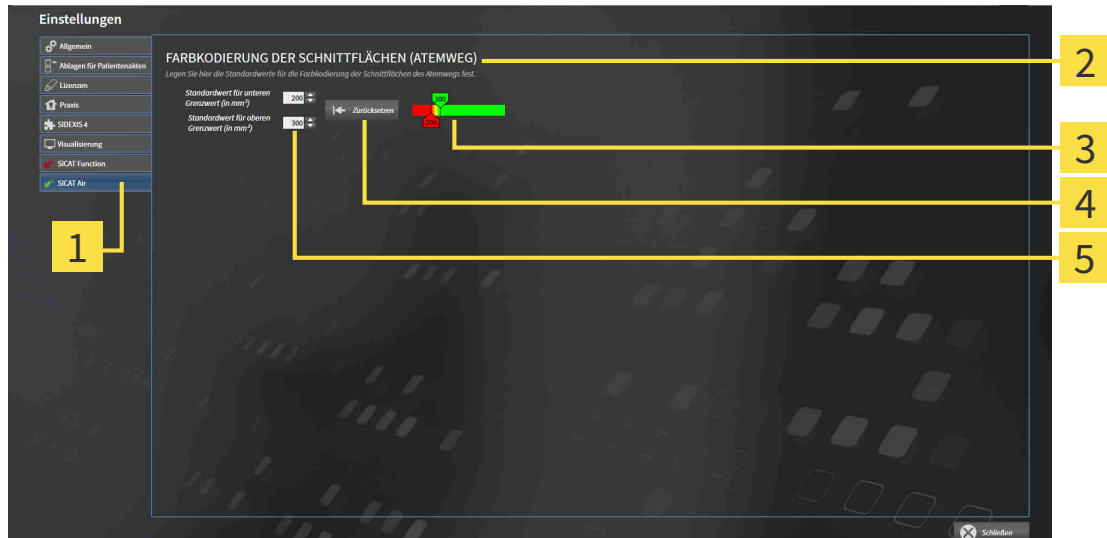 Einstellungen
Allgemein
Ablagen für Patientenakten
Lizenzen
Praxis
SIDEXIS 4
Visualisierung
SICAT Function
SICAT Air
FARBKODIERUNG DER SCHNITTFLÄCHEN (ATEMWEG)
Legen Sie hier die Standardwerte für die Farbkodierung der Schnittflächen des Atemwegs fest.
Standardwert für unteren
Grenzwert (in mm²)
200
Standardwert für oberen
Grenzwert (in mm²)
300
Zurücksetzen
300
200
1
2
3
4
5
Schließen